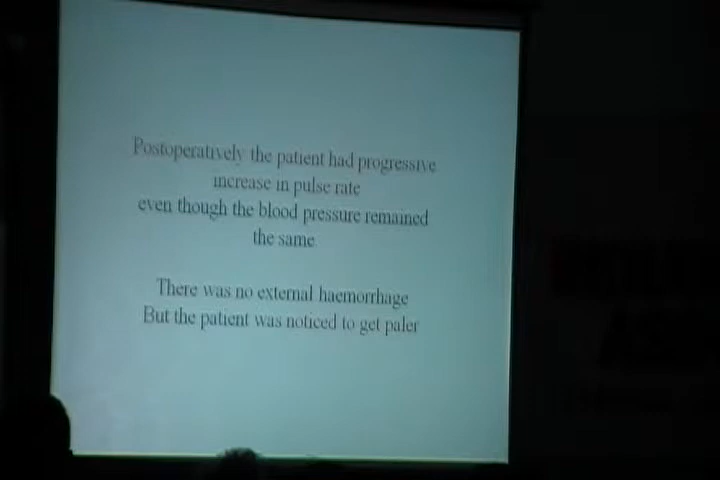 Postoperatively the patient had progressive
increase in pulse rate
even though the blood pressure remained
the same
There was no external haemorrhage
But the patient was noticed to get paler